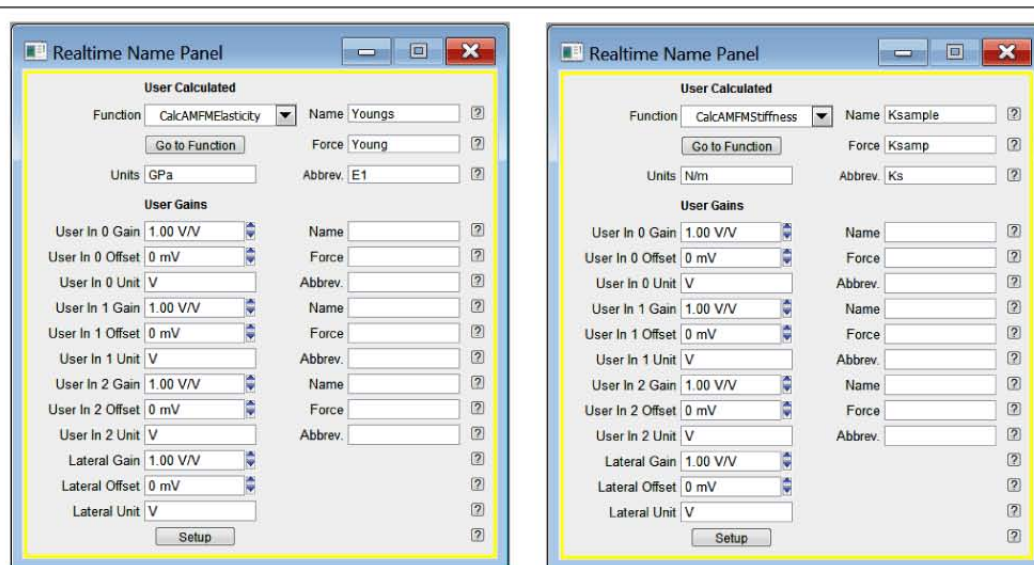 Realtime Name Panel
User Calculated
Function CalcAMFMElasticity Name Youngs ?
Go to Function Force Young ?
Units GPa Abbrev. E1 ?
User Gains
User In 0 Gain 1.00 V/V Name ?
User In 0 Offset 0 mV Force ?
User In 0 Unit V Abbrev. ?
User In 1 Gain 1.00 V/V Name ?
User In 1 Offset 0 mV Force ?
User In 1 Unit V Abbrev. ?
User In 2 Gain 1.00 V/V Name ?
User In 2 Offset 0 mV Force ?
User In 2 Unit V Abbrev. ?
Lateral Gain 1.00 V/V ?
Lateral Offset 0 mV ?
Lateral Unit V ?
Setup ?
Realtime Name Panel
User Calculated
Function CalcAMFMStiffness Name Ksample ?
Go to Function Force Ksamp ?
Units N/m Abbrev. Ks ?
User Gains
User In 0 Gain 1.00 V/V Name ?
User In 0 Offset 0 mV Force ?
User In 0 Unit V Abbrev. ?
User In 1 Gain 1.00 V/V Name ?
User In 1 Offset 0 mV Force ?
User In 1 Unit V Abbrev. ?
User In 2 Gain 1.00 V/V Name ?
User In 2 Offset 0 mV Force ?
User In 2 Unit V Abbrev. ?
Lateral Gain 1.00 V/V ?
Lateral Offset 0 mV ?
Lateral Unit V ?
Setup ?